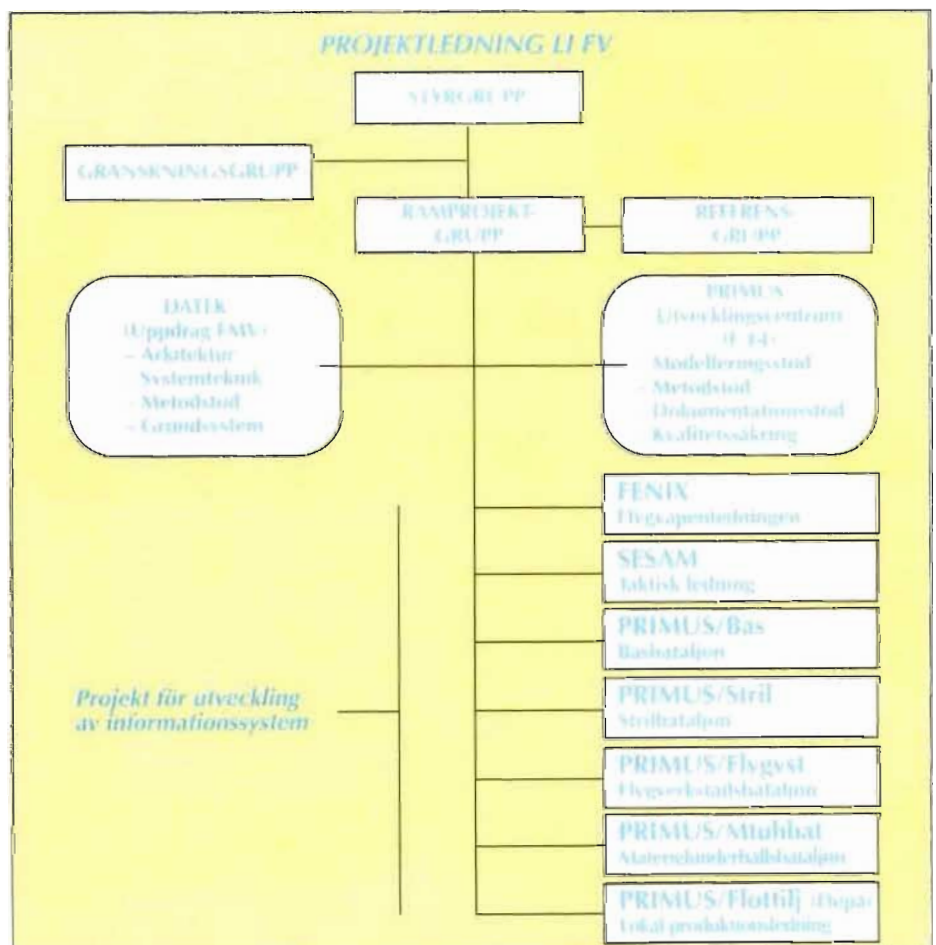 PROJEKTLEDNING LI FV
STYRGRUPP
GRANSKNINGSGRUPP
RAMPROJEKT-
GRUPP
REFERENS-
GRUPP
DATEK
(Uppdrag FMV)
– Arkitektur
Systemteknik
– Metodstöd
– Grundsystem
PRIMUS
Utvecklingscentrum
(F 14)
Modelleringsstöd
– Metodstöd
Dokumentationsstöd
Kvalitetssäkring
FENIX
Flygvapenledningen
SESAM
Taktisk ledning
PRIMUS/Bas
Basbataljon
Projekt för utveckling
av informationssystem
PRIMUS/Stril
Strilbataljon
PRIMUS/Flygvst
Flygverkstadsbataljon
PRIMUS/Mtuhbat
Materielunderhållsbataljon
PRIMUS/Flottilj (Depå)
Lokal produktionsledning